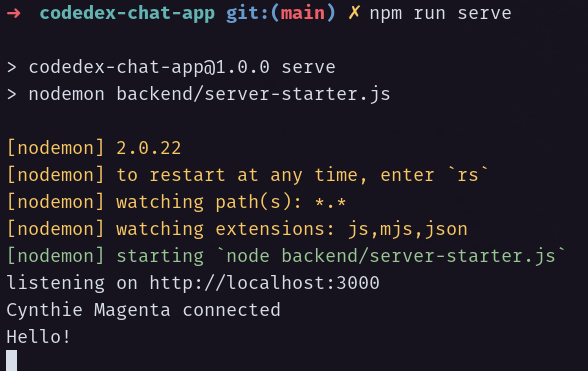 → codedex-chat-app git:(main) ✗ npm run serve
> codedex-chat-app@1.0.0 serve
> nodemon backend/server-starter.js
[nodemon] 2.0.22
[nodemon] to restart at any time, enter `rs`
[nodemon] watching path(s): *.*
[nodemon] watching extensions: js,mjs,json
[nodemon] starting `node backend/server-starter.js`
listening on http://localhost:3000
Cynthie Magenta connected
Hello!